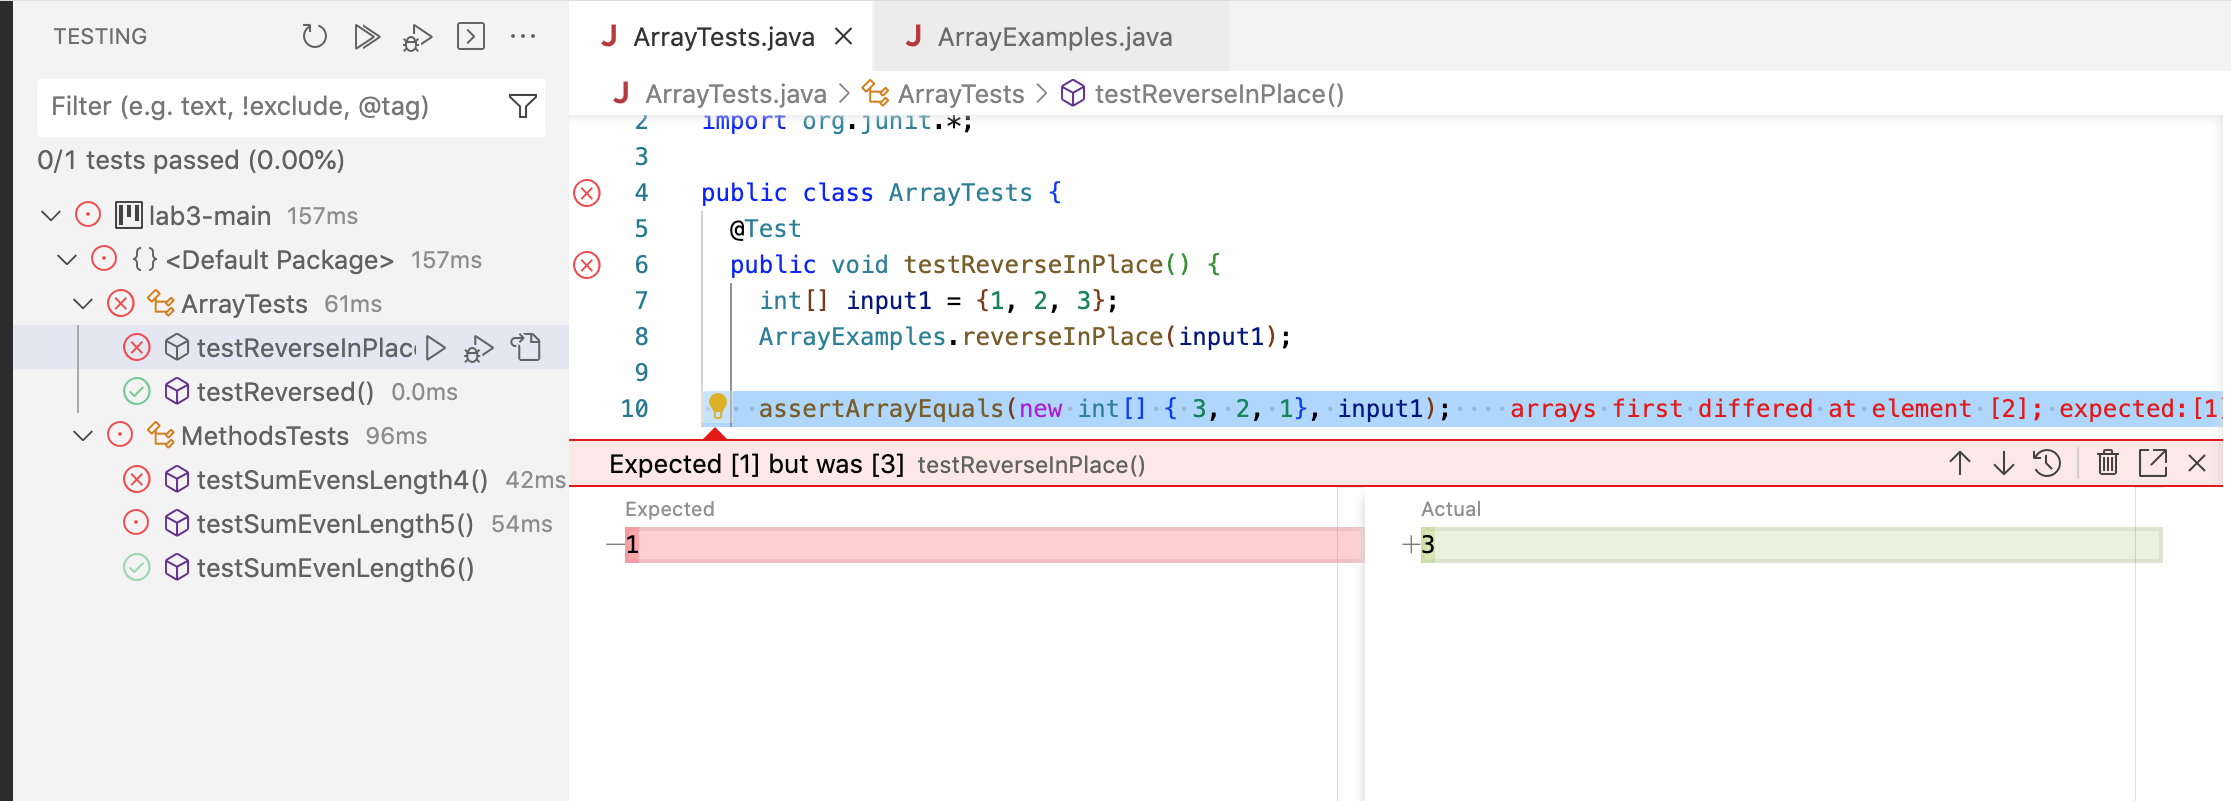 TESTING
Filter (e.g. text, !exclude, @tag)
0/1 tests passed (0.00%)
lab3-main 157ms
{} <Default Package> 157ms
ArrayTests 61ms
testReverseInPlac
testReversed() 0.0ms
MethodsTests 96ms
testSumEvensLength4() 42ms
testSumEvenLength5() 54ms
testSumEvenLength6()
J ArrayTests.java
J ArrayExamples.java
J ArrayTests.java > ArrayTests > testReverseInPlace()
2 import org.junit.*;
3
4 public class ArrayTests {
5 @Test
6 public void testReverseInPlace() {
7 int[] input1 = {1, 2, 3};
8 ArrayExamples.reverseInPlace(input1);
9
10 assertArrayEquals(new int[] { 3, 2, 1}, input1); arrays first differed at element [2]; expected:[1]
Expected [1] but was [3] testReverseInPlace()
Expected
—1
Actual
+3